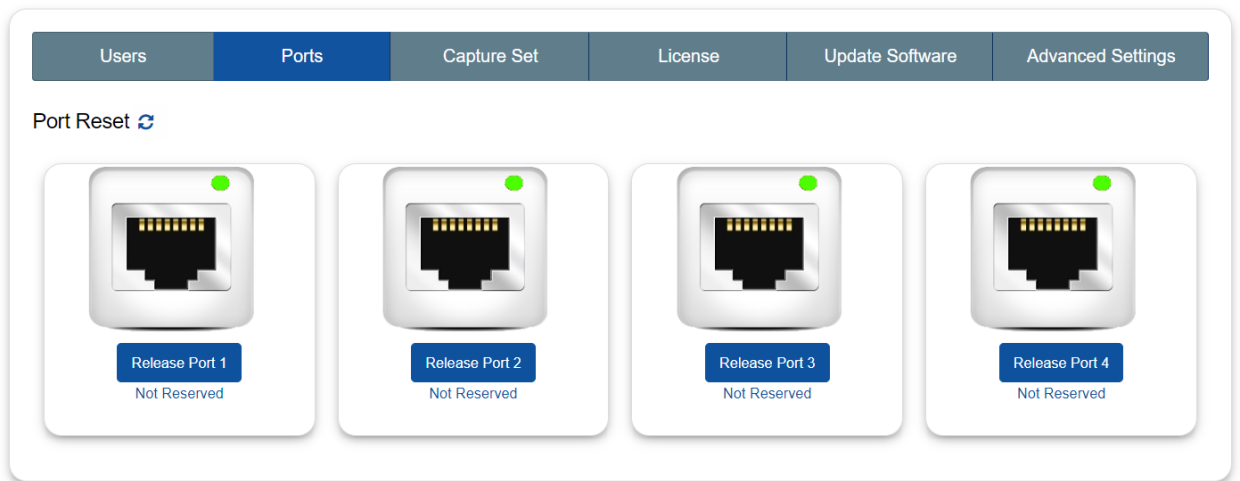 Users Ports Capture Set License Update Software Advanced Settings
Port Reset
Release Port 1 Release Port 2 Release Port 3 Release Port 4
Not Reserved Not Reserved Not Reserved Not Reserved